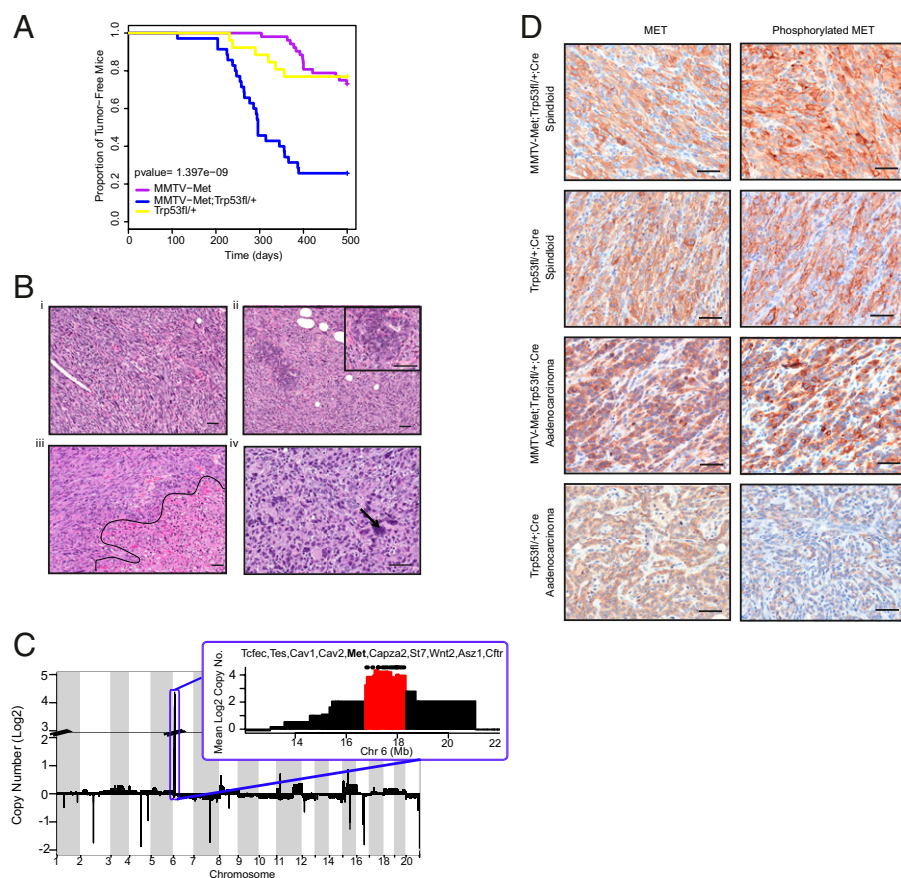 A
Proportion of Tumor-Free Mice
1.0
0.8
0.6
0.4
0.2
0.0
pvalue= 1.397e-09
MMTV-Met
MMTV-Met;Trp53fl/+
Trp53fl/+
0 100 200 300 400 500
Time (days)
B
i
ii
iii
iv
C
Copy Number (Log2)
5
4
3
2
1
0
-1
-2
1 2 3 4 5 6 7 8 9 10 11 12 14 16 18 20
Chromosome
Tcfec,Tes,Cav1,Cav2,Met,Capza2,St7,Wnt2,Asz1,Cftr
Mean Log2 Copy No.
4
2
0
14 16 18 20 22
Chr 6 (Mb)
D
MET
Phosphorylated MET
MMTV-Met;Trp53fl/+;Cre
Spindloid
Trp53fl/+;Cre
Spindloid
MMTV-Met;Trp53fl/+;Cre
Aadenocarcinoma
Trp53fl/+;Cre
Aadenocarcinoma